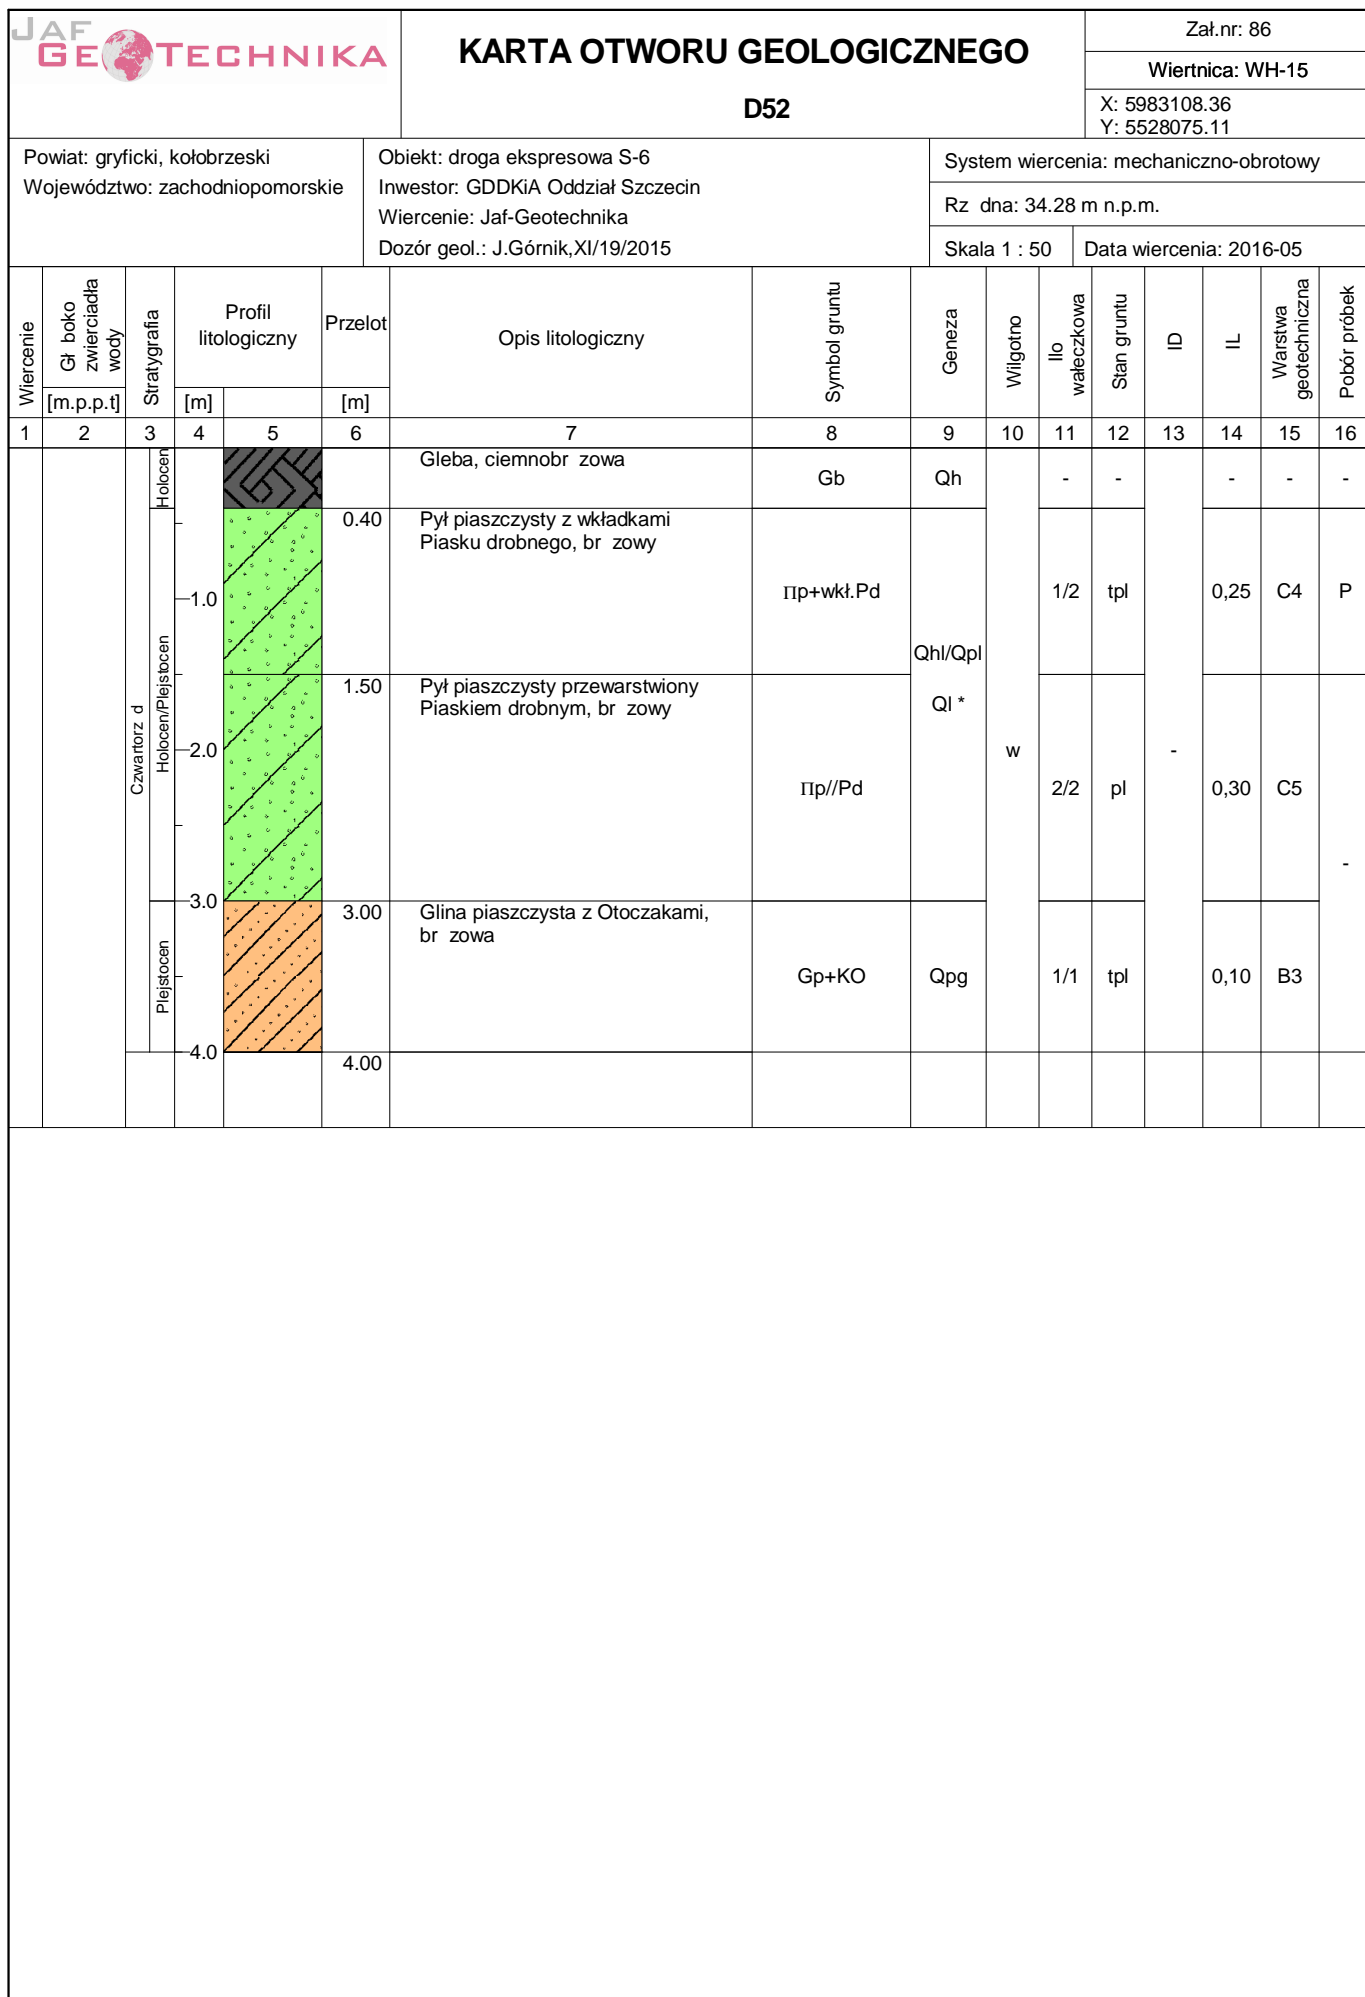 JAF
GEOTECHNIKA
KARTA OTWORU GEOLOGICZNEGO
D52
Zał.nr: 86
Wiertnica: WH-15
X: 5983108.36
Y: 5528075.11
Powiat: gryficki, kołobrzeski
Województwo: zachodniopomorskie
Obiekt: droga ekspresowa S-6
Inwestor: GDDKiA Oddział Szczecin
Wiercenie: Jaf-Geotechnika
Dozór geol.: J.Górnik,XI/19/2015
System wiercenia: mechaniczno-obrotowy
Rz dna: 34.28 m n.p.m.
Skala 1 : 50
Data wiercenia: 2016-05
Wiercenie
Gł boko
zwierciadła
wody
[m.p.p.t]
Stratygrafia
Profil
litologiczny
[m]
Przelot
[m]
Opis litologiczny
Symbol gruntu
Geneza
Wilgotno
Ilo
wałeczkowa
Stan gruntu
ID
IL
Warstwa
geotechniczna
Pobór próbek
1 2 3 4 5 6 7 8 9 10 11 12 13 14 15 16
Czwartorz d
Holocen
Gleba, ciemnobr zowa
Gb
Qh
- - - - -
Holocen/Plejstocen
0.40
Pył piaszczysty z wkładkami
Piasku drobnego, br zowy
1.0
Πp+wkł.Pd
1/2 tpl 0,25 C4 P
Qhl/Qpl
Ql *
1.50
Pył piaszczysty przewarstwiony
Piaskiem drobnym, br zowy
2.0
w
-
Πp//Pd
2/2 pl 0,30 C5
-
3.0
Plejstocen
3.00
Glina piaszczysta z Otoczakami,
br zowa
Gp+KO
Qpg
1/1 tpl 0,10 B3
4.0
4.00